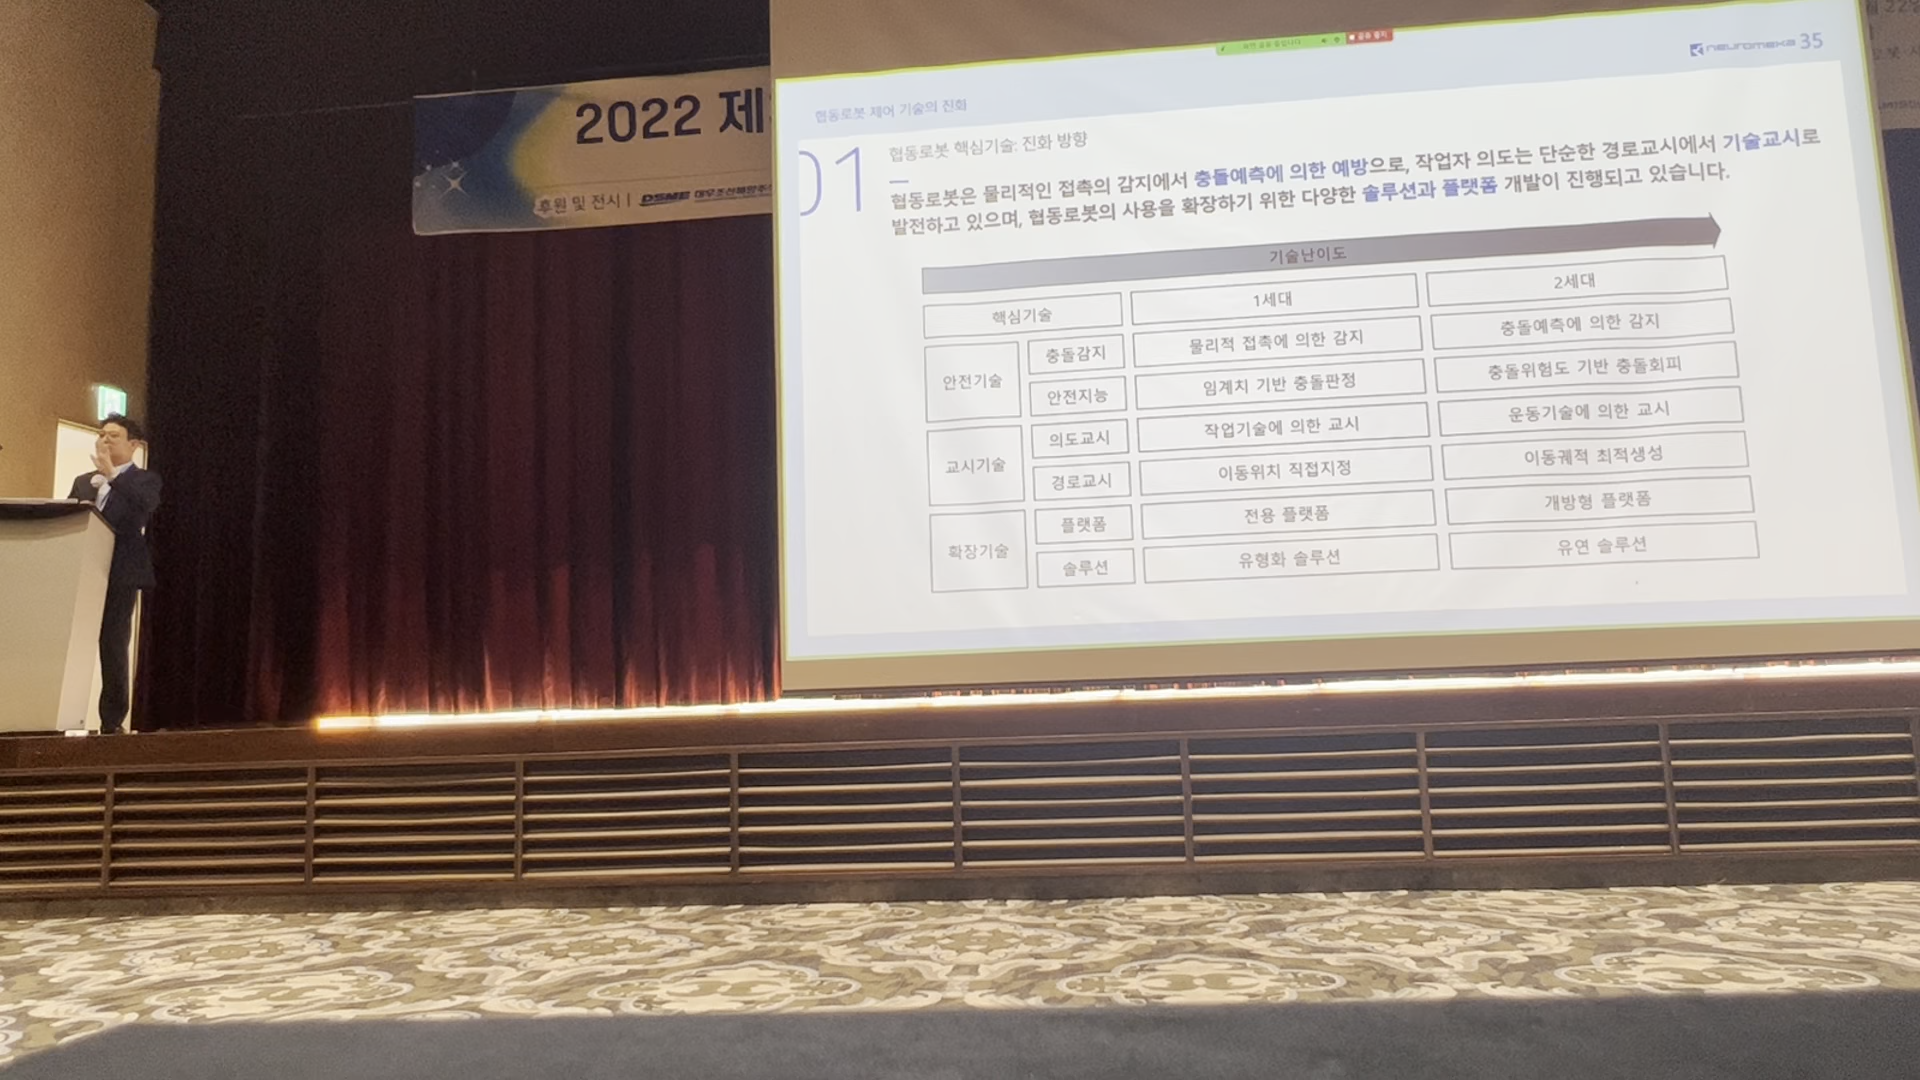 2022 제
후원 및 전시 | DSME 대우조선해양주
공유 중지
neuromeka 35
협동로봇 제어 기술의 진화
01
협동로봇 핵심기술: 진화 방향
협동로봇은 물리적인 접촉의 감지에서 충돌예측에 의한 예방으로, 작업자 의도는 단순한 경로교시에서 기술교시로
발전하고 있으며, 협동로봇의 사용을 확장하기 위한 다양한 솔루션과 플랫폼 개발이 진행되고 있습니다.
기술난이도
핵심기술 1세대 2세대
안전기술 충돌감지 물리적 접촉에 의한 감지 충돌예측에 의한 감지
안전지능 임계치 기반 충돌판정 충돌위험도 기반 충돌회피
교시기술 의도교시 작업기술에 의한 교시 운동기술에 의한 교시
경로교시 이동위치 직접지정 이동궤적 최적생성
확장기술 플랫폼 전용 플랫폼 개방형 플랫폼
솔루션 유형화 솔루션 유연 솔루션